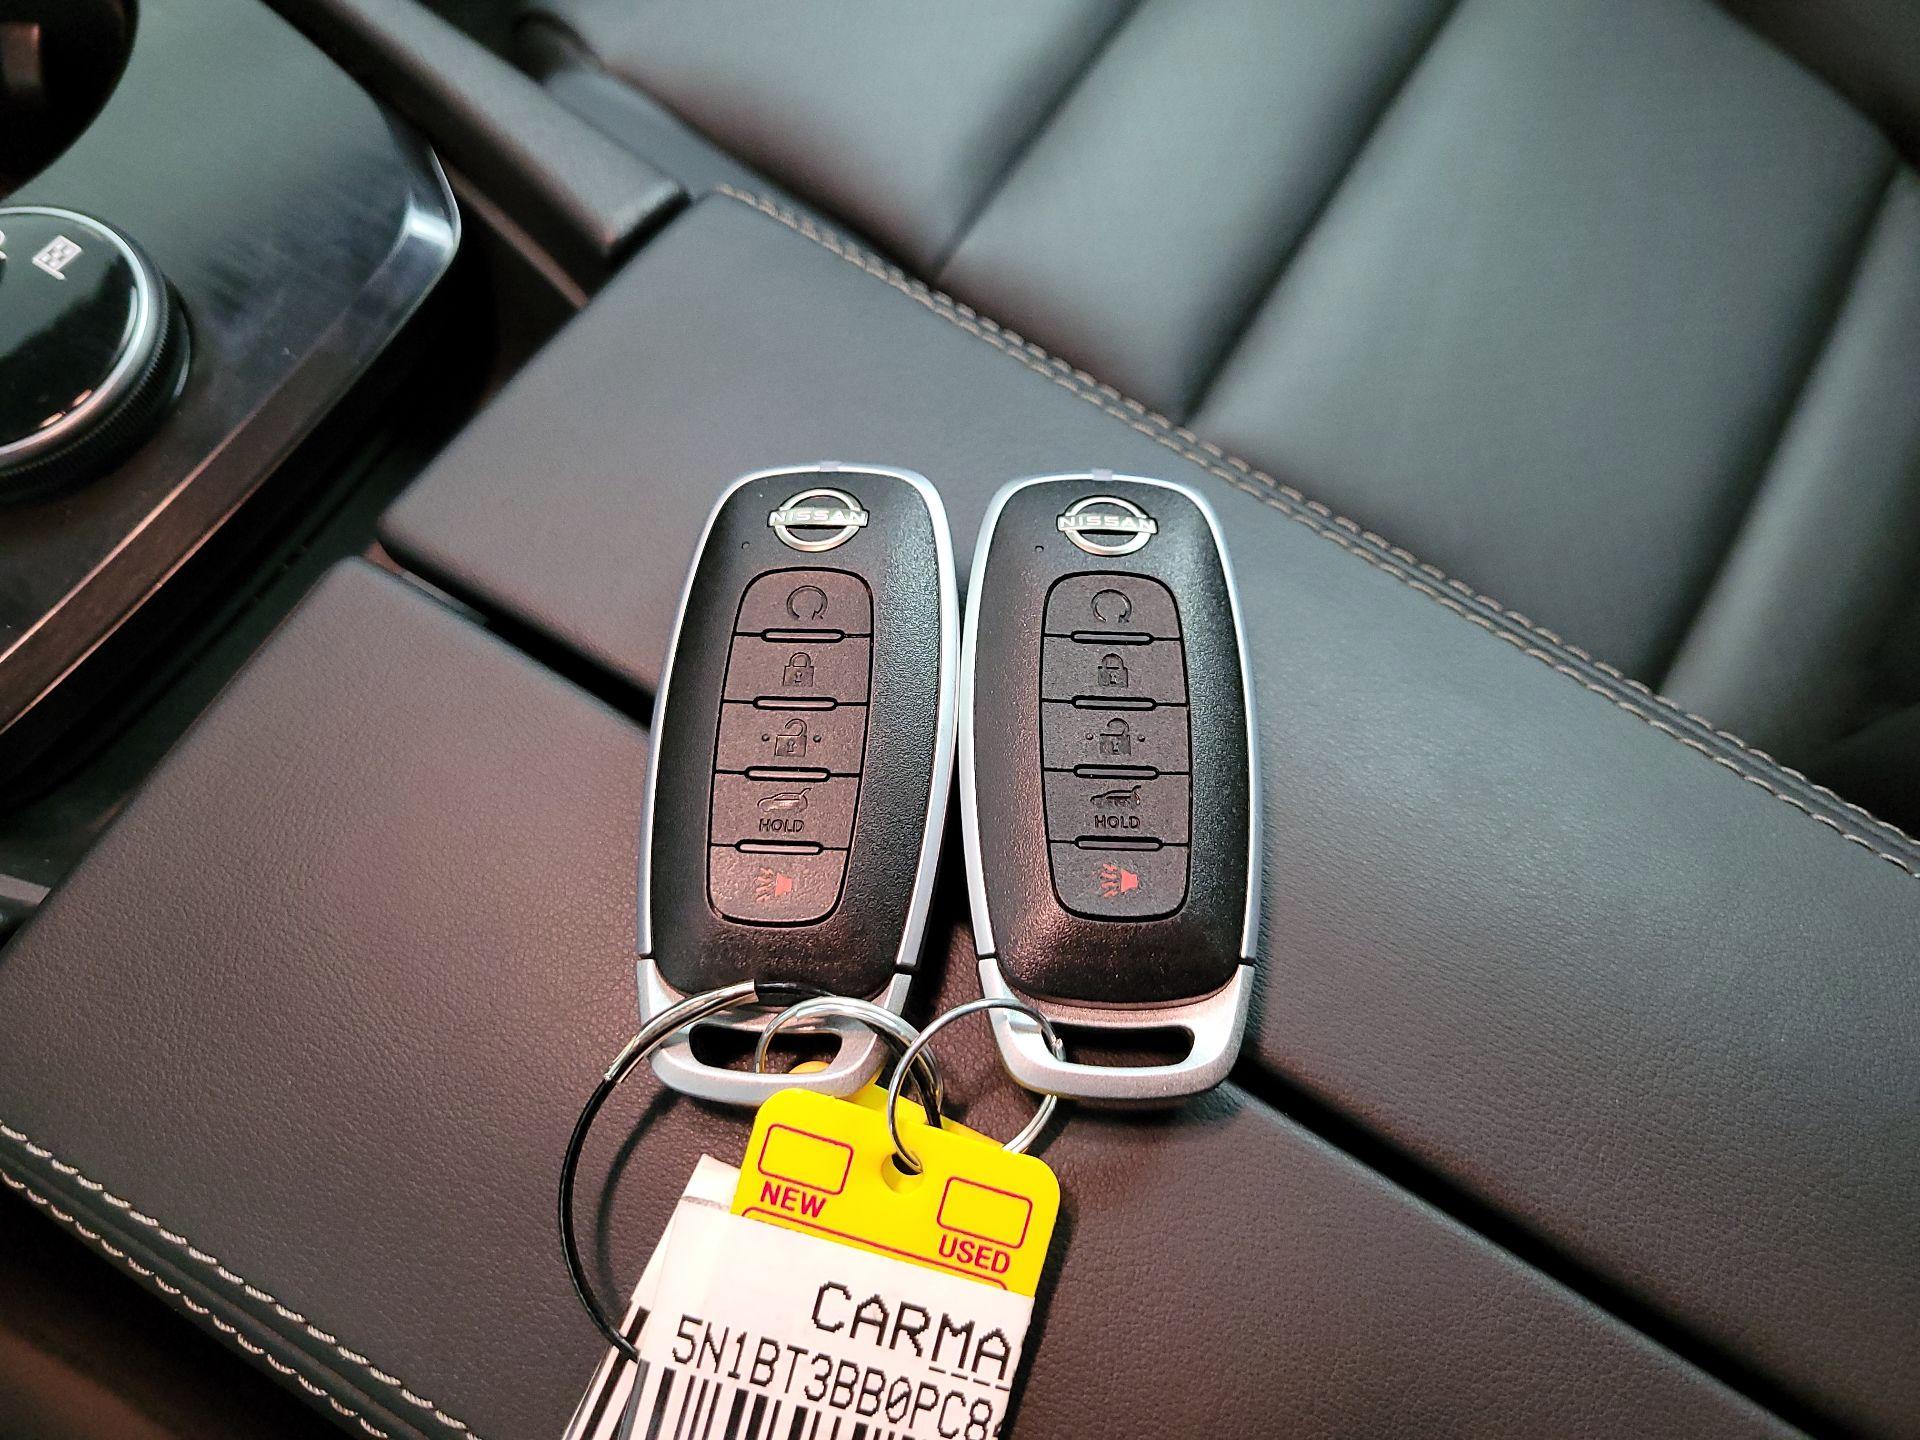 NISSAN
NISSAN
HOLD
HOLD
NEW
USED
CARMA
5N1BT3BB0PC8